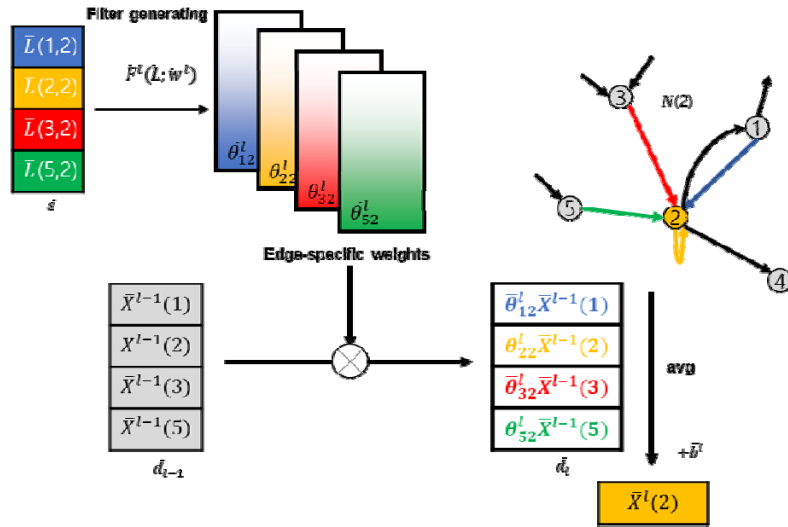 Filter generating
L̄(1,2)
L(2,2)
L̄(3,2)
L̄(5,2)
s̄
F^l(L; w^l)
θ̄^l_12
θ^l_22
θ^l_32
θ^l_52
Edge-specific weights
N(2)
3
1
5
2
4
X̄^{l-1}(1)
X̄^{l-1}(2)
X̄^{l-1}(3)
X̄^{l-1}(5)
d̄_{l-1}
θ̄^l_12 X̄^{l-1}(1)
θ^l_22 X̄^{l-1}(2)
θ̄^l_32 X̄^{l-1}(3)
θ^l_52 X̄^{l-1}(5)
d̄_l
avg
+b̄^l
X̄^l(2)